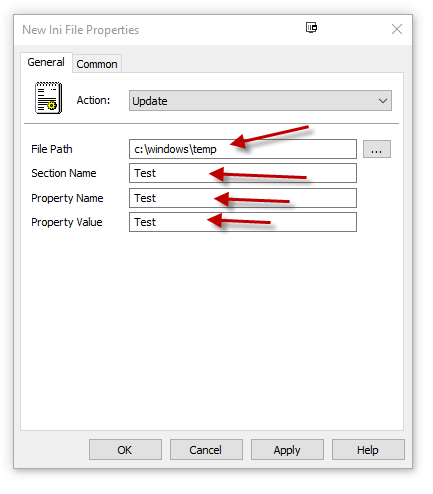 New Ini File Properties
General Common
Action: Update
File Path c:\windows\temp ...
Section Name Test
Property Name Test
Property Value Test
OK Cancel Apply Help